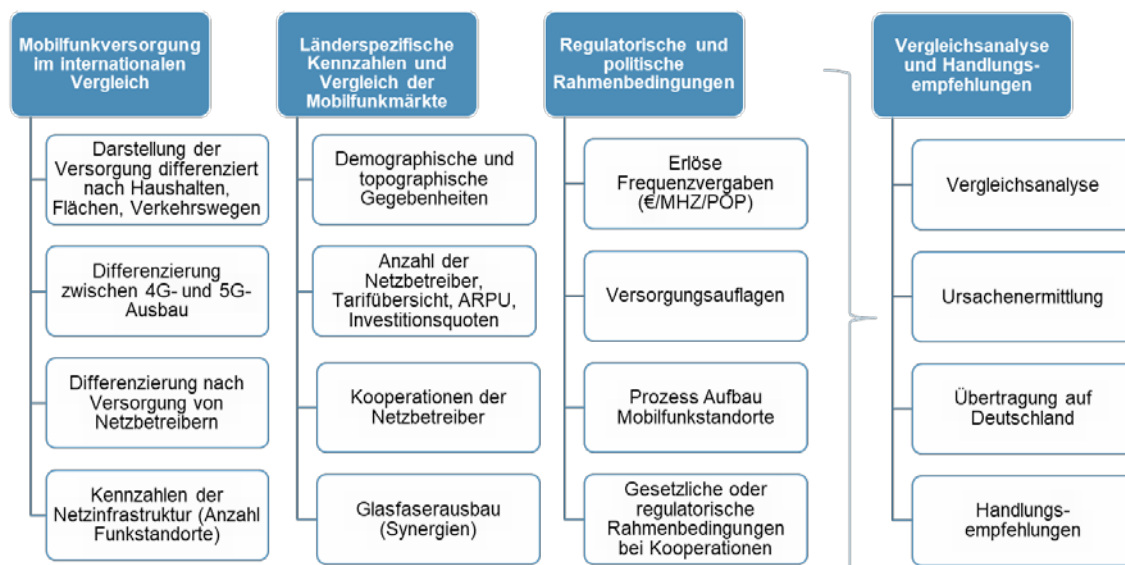 Mobilfunkversorgung
im internationalen
Vergleich
Darstellung der
Versorgung differenziert
nach Haushalten,
Flächen, Verkehrswegen
Differenzierung
zwischen 4G- und 5G-
Ausbau
Differenzierung nach
Versorgung von
Netzbetreibern
Kennzahlen der
Netzinfrastruktur (Anzahl
Funkstandorte)
Länderspezifische
Kennzahlen und
Vergleich der
Mobilfunkmärkte
Demographische und
topographische
Gegebenheiten
Anzahl der
Netzbetreiber,
Tarifübersicht, ARPU,
Investitionsquoten
Kooperationen der
Netzbetreiber
Glasfaserausbau
(Synergien)
Regulatorische und
politische
Rahmenbedingungen
Erlöse
Frequenzvergaben
(€/MHZ/POP)
Versorgungsauflagen
Prozess Aufbau
Mobilfunkstandorte
Gesetzliche oder
regulatorische
Rahmenbedingungen
bei Kooperationen
Vergleichsanalyse
und Handlungs-
empfehlungen
Vergleichsanalyse
Ursachenermittlung
Übertragung auf
Deutschland
Handlungs-
empfehlungen